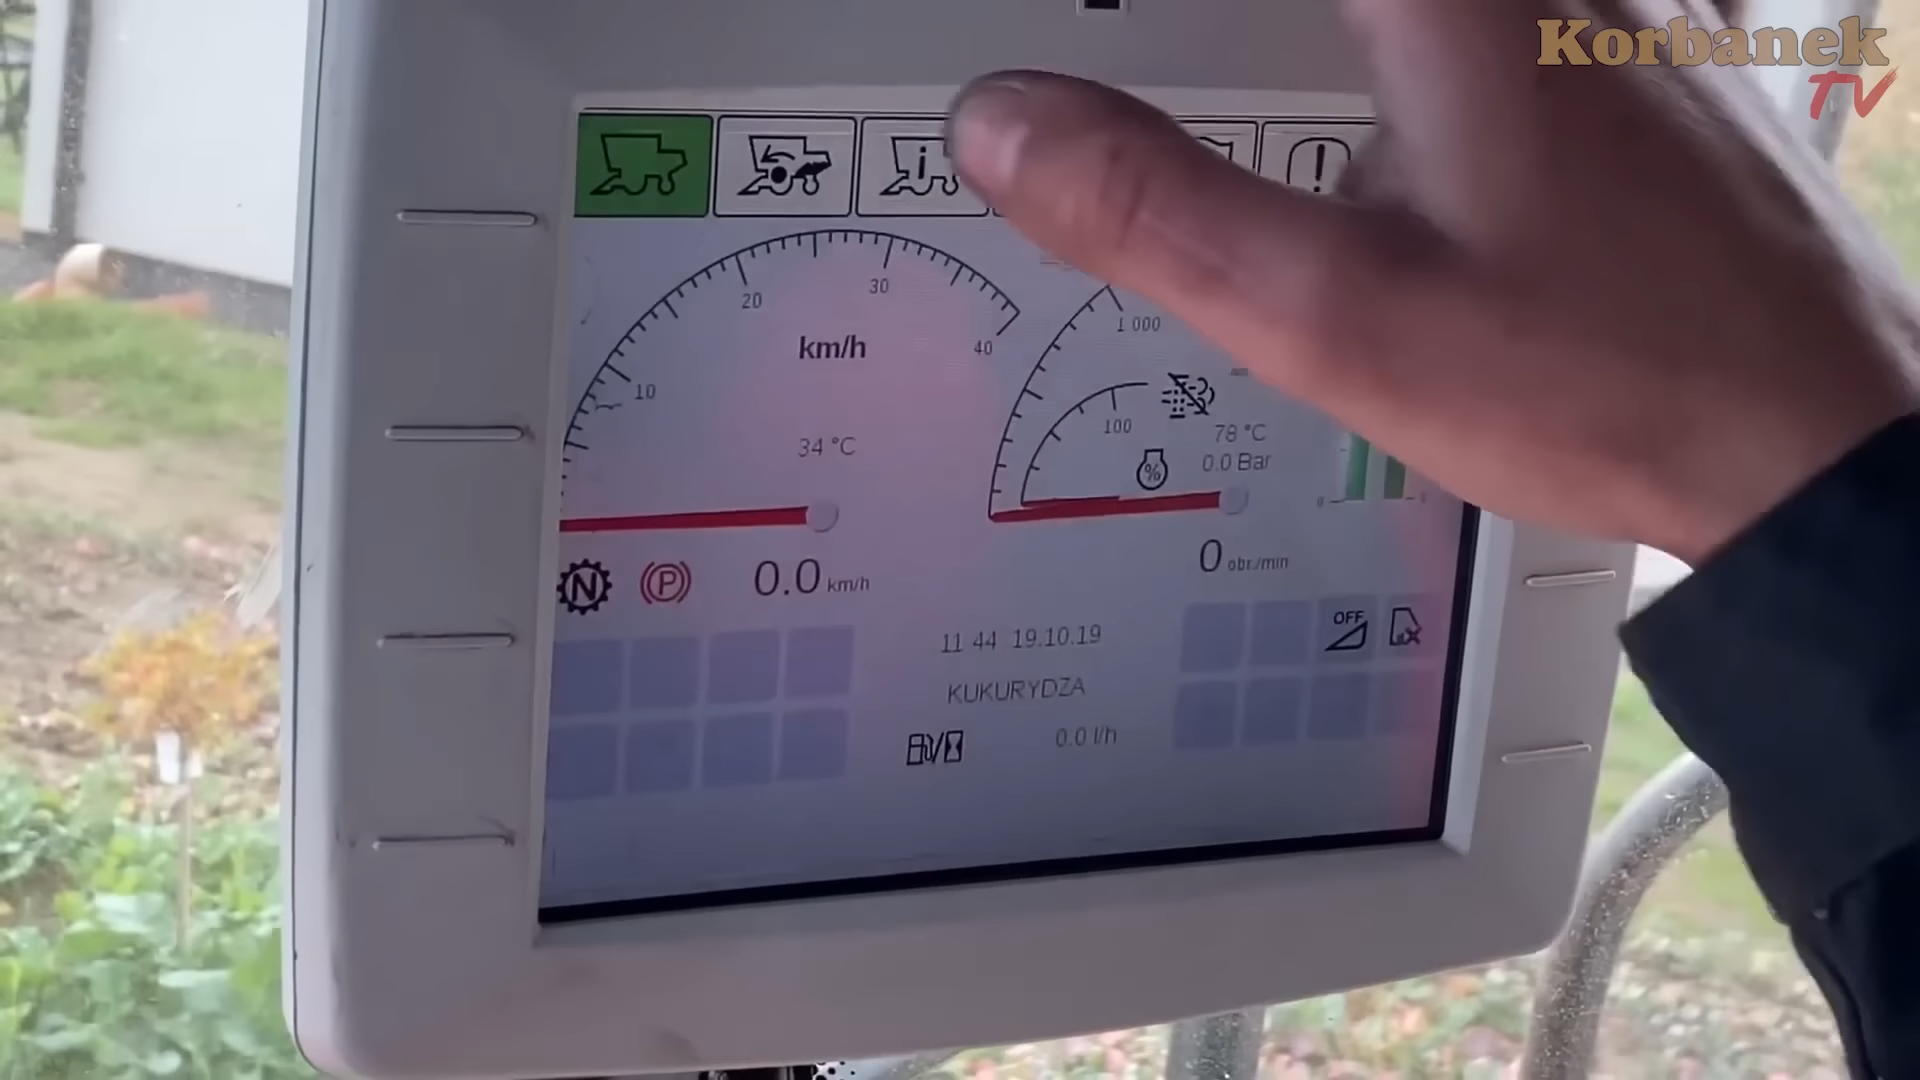 Korbanek
TV
i
!
10
20
30
40
km/h
34 °C
1 000
100
%
78 °C
0.0 Bar
0
N
P
0.0 km/h
0 obr./min
11 44 19.10.19
OFF
KUKURYDZA
0.0 l/h